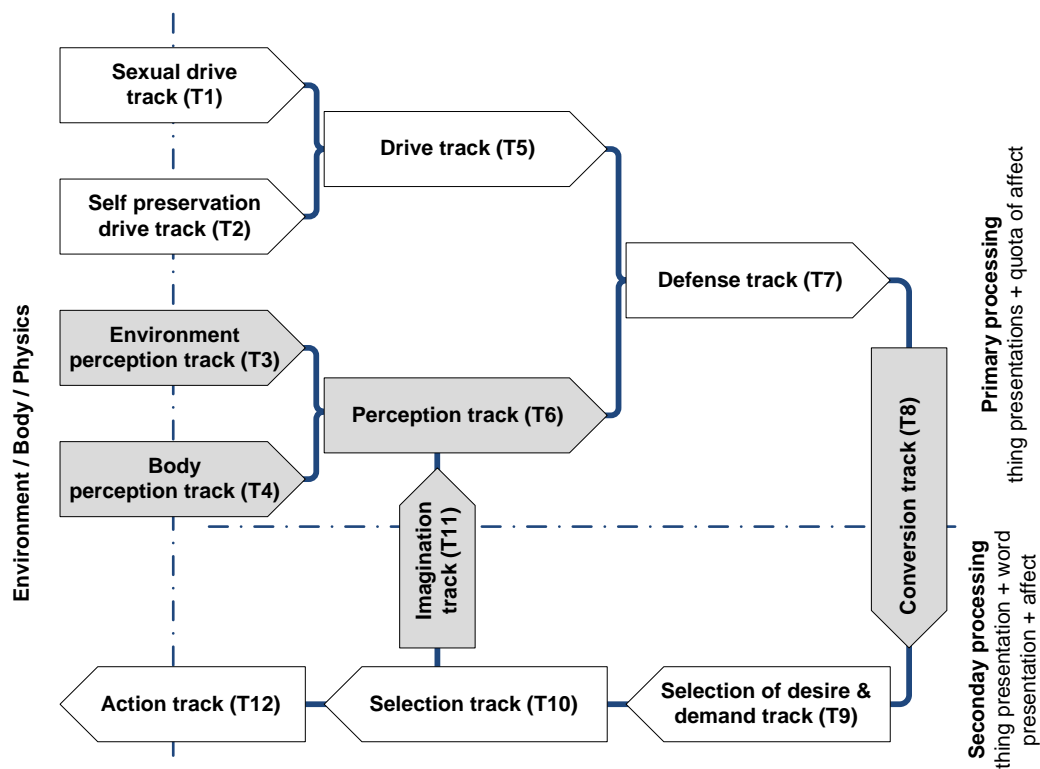 Sexual drive
track (T1)
Drive track (T5)
Self preservation
drive track (T2)
Defense track (T7)
Environment
perception track (T3)
Perception track (T6)
Body
perception track (T4)
Imagination
track (T11)
Conversion track (T8)
Action track (T12)
Selection track (T10)
Selection of desire &
demand track (T9)
Environment / Body / Physics
Primary processing
thing presentations + quota of affect
Seconday processing
thing presentation + word
presentation + affect